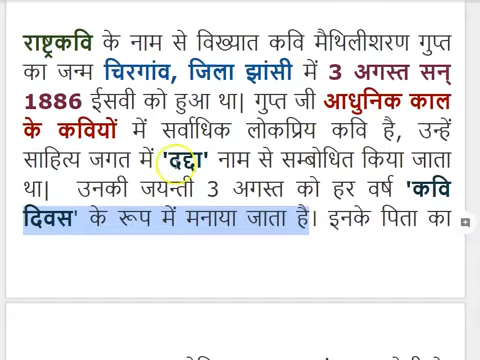 राष्ट्रकवि के नाम से विख्यात कवि मैथिलीशरण गुप्त
का जन्म चिरगांव, जिला झांसी में 3 अगस्त सन्
1886 ईसवी को हुआ था| गुप्त जी आधुनिक काल
के कवियों में सर्वाधिक लोकप्रिय कवि है, उन्हें
साहित्य जगत में 'दद्दा' नाम से सम्बोधित किया जाता
था| उनकी जयन्ती 3 अगस्त को हर वर्ष 'कवि
दिवस' के रूप में मनाया जाता है। इनके पिता का